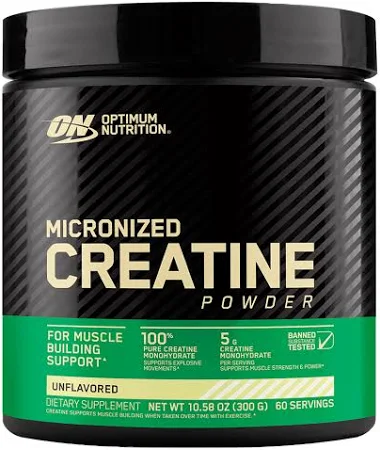 ON OPTIMUM
NUTRITION®
MICRONIZED
CREATINE
POWDER
FOR MUSCLE
BUILDING
SUPPORT*
100%
PURE CREATINE
MONOHYDRATE
SUPPORTS EXPLOSIVE
MOVEMENTS*
5 G
CREATINE
MONOHYDRATE
PER SERVING
SUPPORTS MUSCLE STRENGTH & POWER*
BANNED
SUBSTANCE
TESTED
UNFLAVORED
DIETARY SUPPLEMENT NET WT 10.58 OZ (300 G) 60 SERVINGS
CREATINE SUPPORTS MUSCLE BUILDING WHEN TAKEN OVER TIME WITH EXERCISE.*